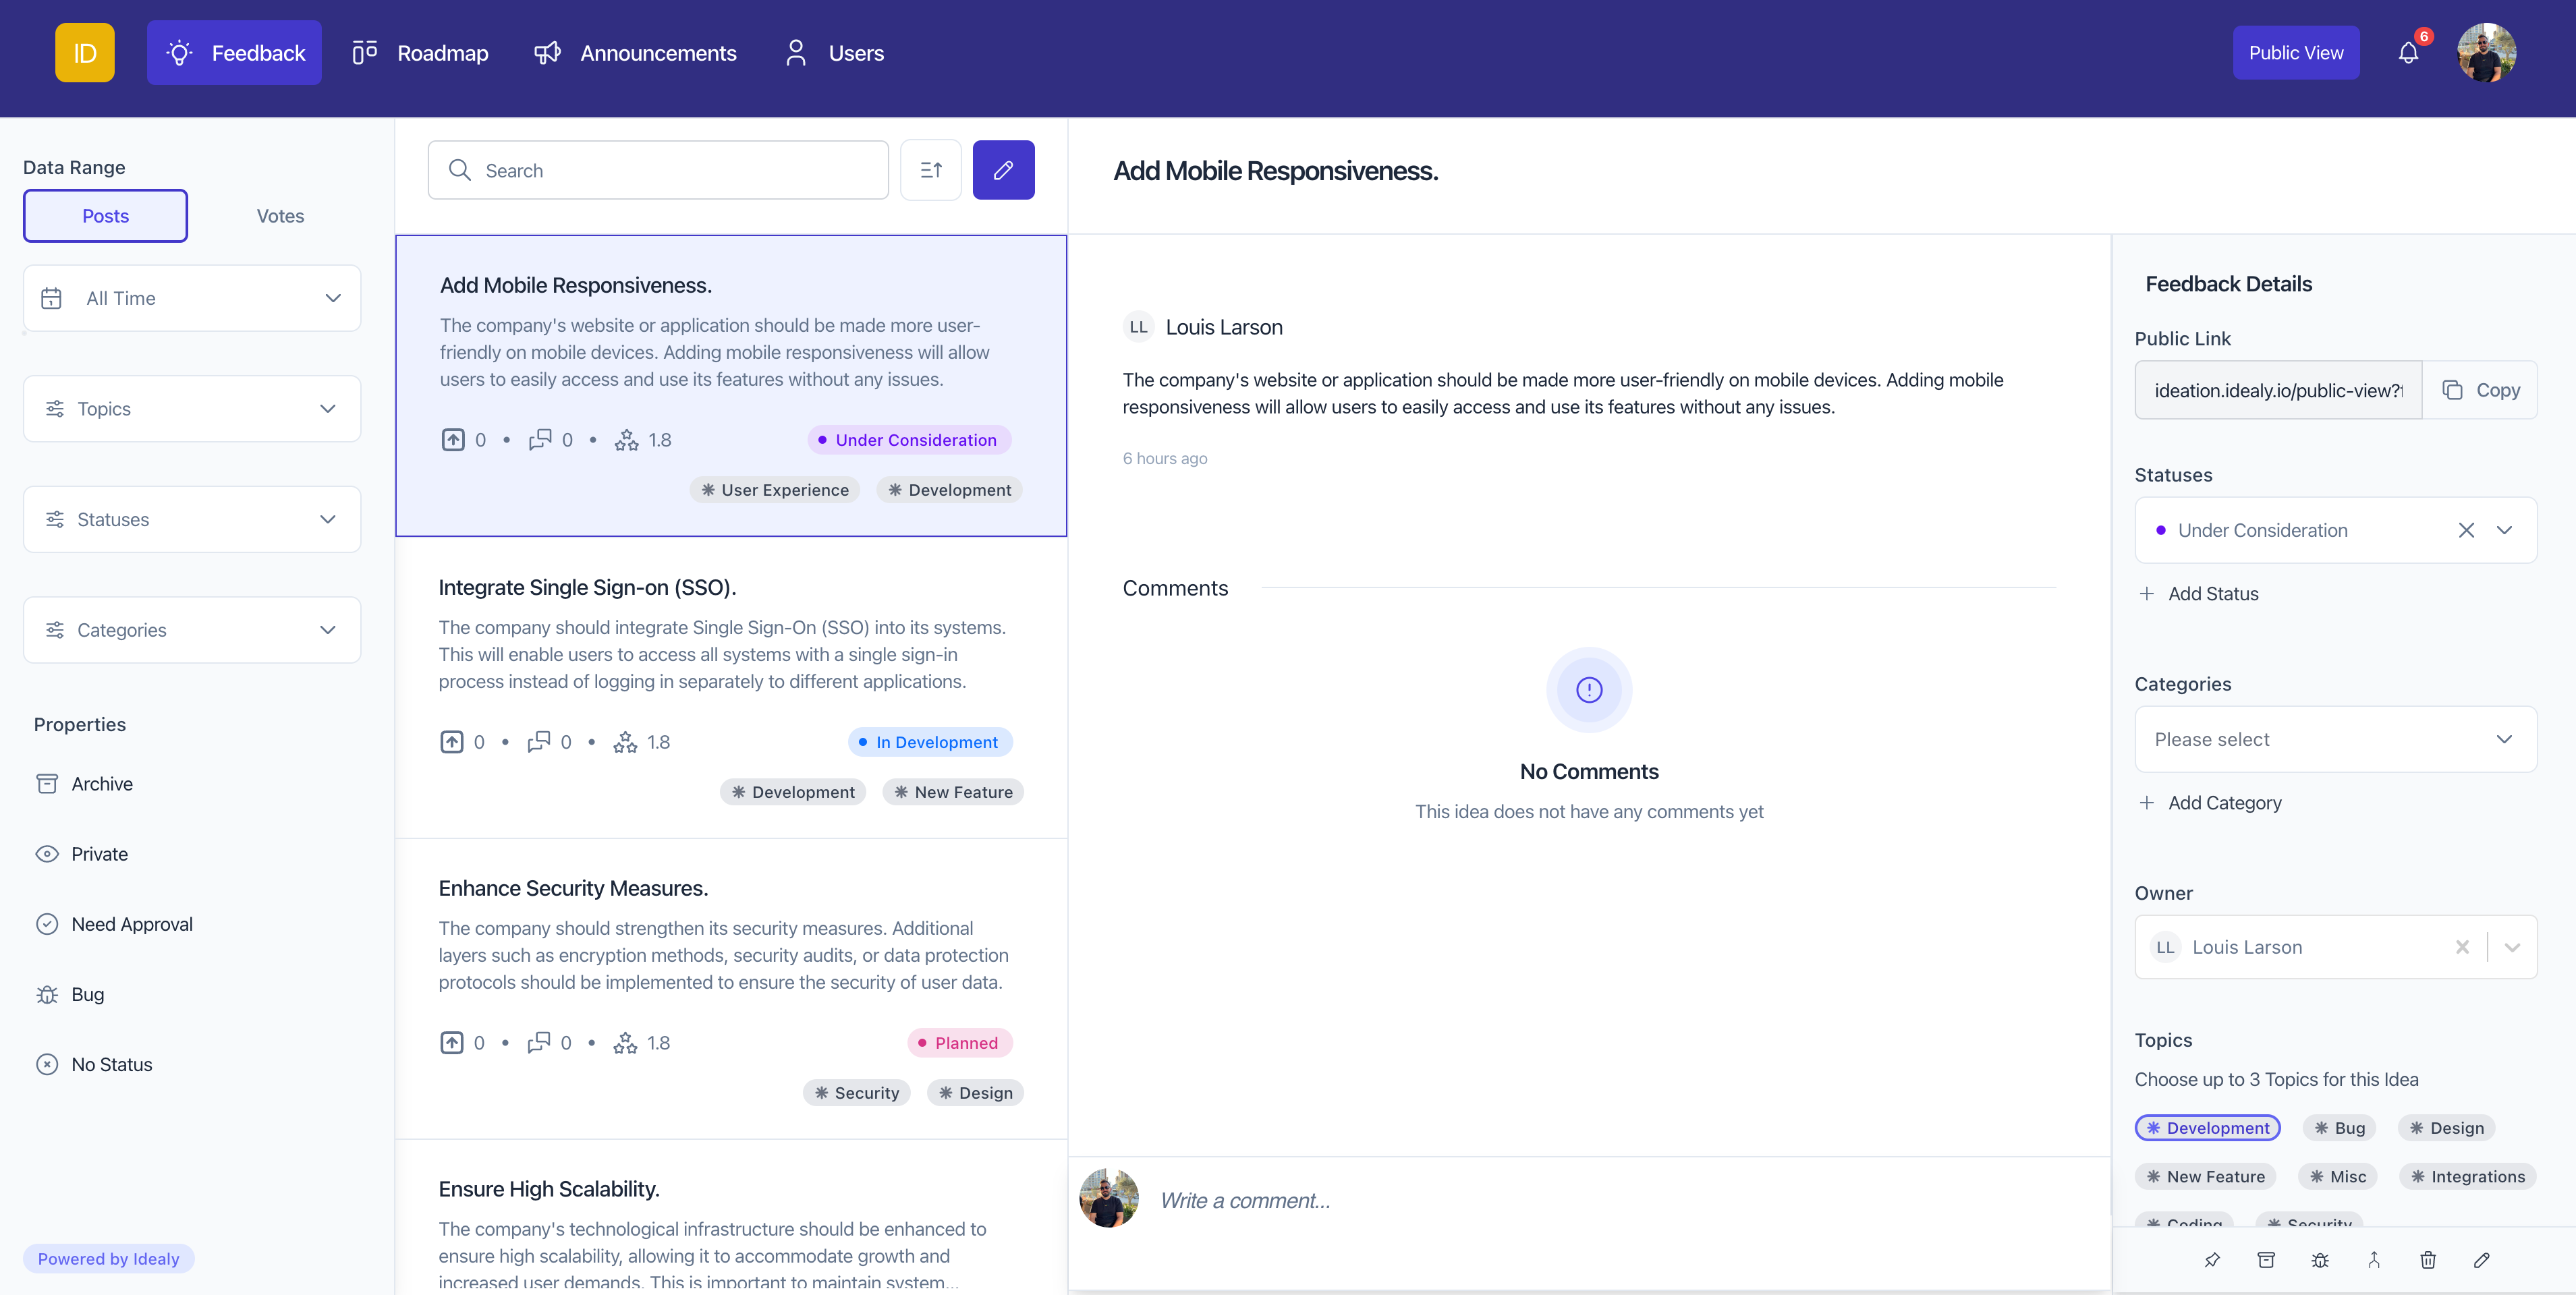 ID
Feedback
Roadmap
Announcements
Users
Public View
6
Data Range
Posts
Votes
1
All Time
Topics
Statuses
Categories
Properties
Archive
Private
Need Approval
Bug
No Status
Powered by Idealy
Search
Add Mobile Responsiveness.
The company's website or application should be made more user-
friendly on mobile devices. Adding mobile responsiveness will allow
users to easily access and use its features without any issues.
0 • 0 • 1.8
Under Consideration
User Experience
Development
Integrate Single Sign-on (SSO).
The company should integrate Single Sign-On (SSO) into its systems.
This will enable users to access all systems with a single sign-in
process instead of logging in separately to different applications.
0 • 0 • 1.8
In Development
Development
New Feature
Enhance Security Measures.
The company should strengthen its security measures. Additional
layers such as encryption methods, security audits, or data protection
protocols should be implemented to ensure the security of user data.
0 • 0 • 1.8
Planned
Security
Design
Ensure High Scalability.
The company's technological infrastructure should be enhanced to
ensure high scalability, allowing it to accommodate growth and
increased user demands. This is important to maintain system...
Add Mobile Responsiveness.
LL Louis Larson
The company's website or application should be made more user-friendly on mobile devices. Adding mobile
responsiveness will allow users to easily access and use its features without any issues.
6 hours ago
Comments
No Comments
This idea does not have any comments yet
Write a comment...
Feedback Details
Public Link
ideation.idealy.io/public-view?
Copy
Statuses
Under Consideration
Add Status
Categories
Please select
Add Category
Owner
LL Louis Larson
Topics
Choose up to 3 Topics for this Idea
Development
Bug
Design
New Feature
Misc
Integrations
Coding
Security